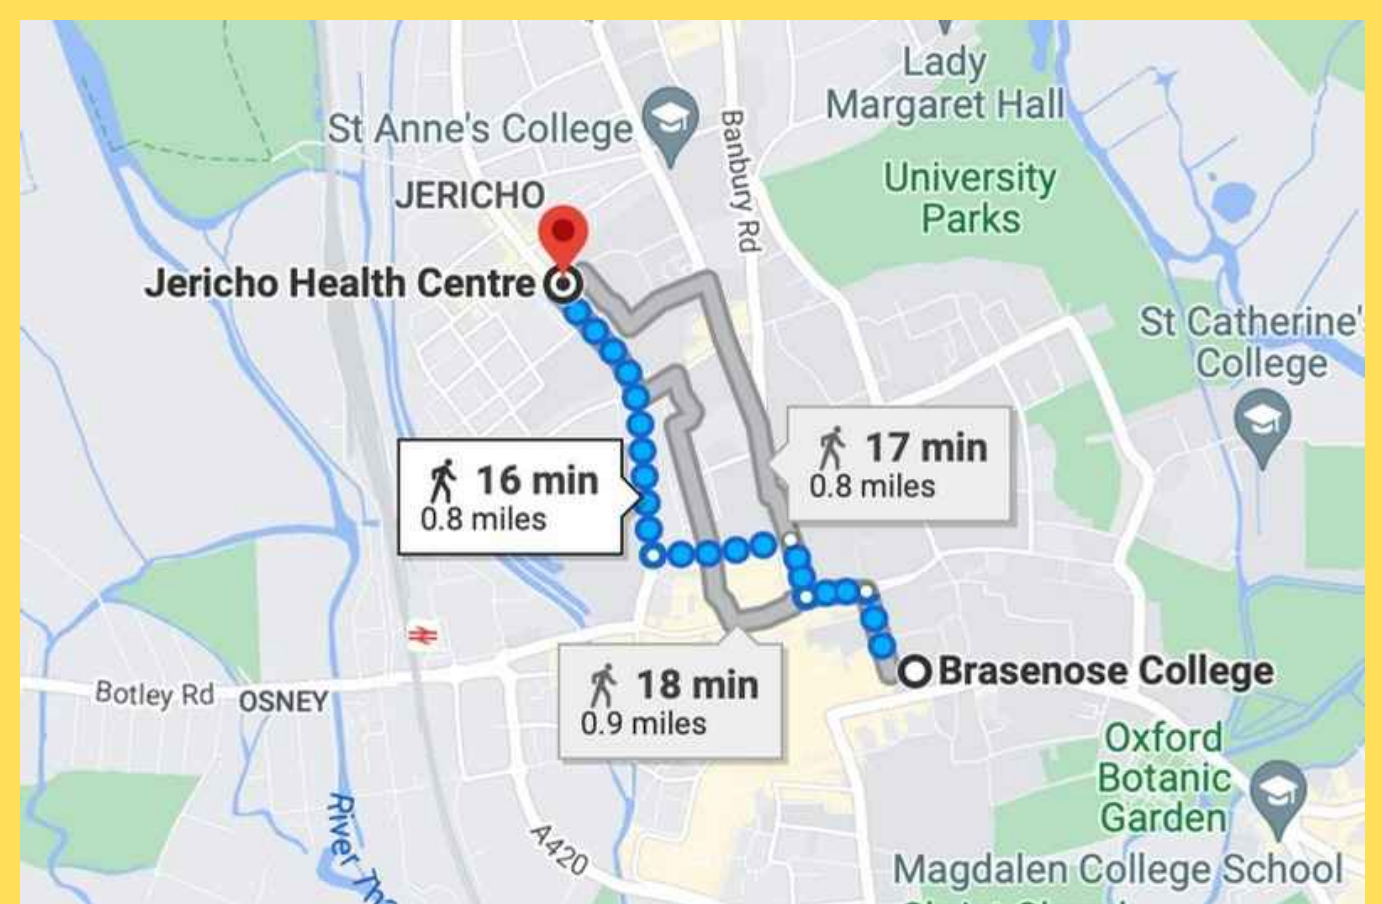 Lady
Margaret Hall
St Anne's College
Banbury Rd
University
Parks
JERICHO
Jericho Health Centre
St Catherine'
College
17 min
0.8 miles
16 min
0.8 miles
Brasenose College
18 min
0.9 miles
Botley Rd
OSNEY
Oxford
Botanic
Garden
River
A420
Magdalen College School